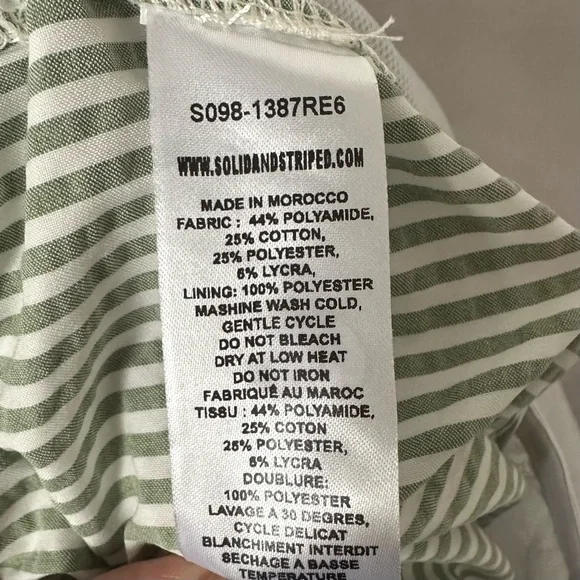 S098-1387RE6
WWW.SOLIDANDSTRIPED.COM
MADE IN MOROCCO
FABRIC : 44% POLYAMIDE,
25% COTTON,
25% POLYESTER,
6% LYCRA,
LINING: 100% POLYESTER
MASHINE WASH COLD,
GENTLE CYCLE
DO NOT BLEACH
DRY AT LOW HEAT
DO NOT IRON
FABRIQUÉ AU MAROC
TISSU : 44% POLYAMIDE,
25% COTON
25% POLYESTER,
6% LYCRA
DOUBLURE:
100% POLYESTER
LAVAGE A 30 DEGRES,
CYCLE DELICAT
BLANCHIMENT INTERDIT
SECHAGE A BASSE
TEMPERATURE